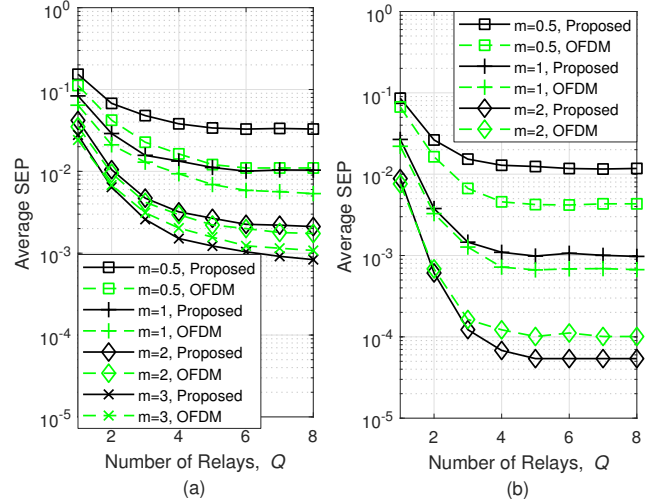 10^0
10^-1
10^-2
10^-3
10^-4
10^-5
Average SEP
m=0.5, Proposed
m=0.5, OFDM
m=1, Proposed
m=1, OFDM
m=2, Proposed
m=2, OFDM
m=3, Proposed
m=3, OFDM
2 4 6 8
Number of Relays, Q
(a)
10^0
10^-1
10^-2
10^-3
10^-4
10^-5
Average SEP
m=0.5, Proposed
m=0.5, OFDM
m=1, Proposed
m=1, OFDM
m=2, Proposed
m=2, OFDM
2 4 6 8
Number of Relays, Q
(b)